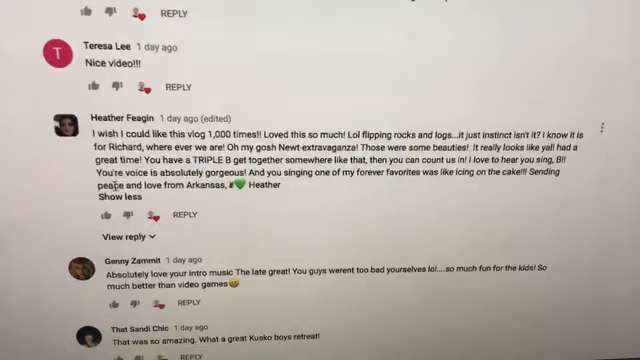 REPLY
T
Teresa Lee 1 day ago
Nice video!!!
REPLY
Heather Feagin 1 day ago (edited)
I wish I could like this vlog 1,000 times!! Loved this so much! Lol flipping rocks and logs...it just instinct isn't it? I know it is
for Richard, where ever we are! Oh my gosh Newt-extravaganza! Those were some beauties! It really looks like yall had a
great time! You have a TRIPLE B get together somewhere like that, then you can count us in! I love to hear you sing, B!!
You're voice is absolutely gorgeous! And you singing one of my forever favorites was like icing on the cake!!! Sending
peace and love from Arkansas, Heather
Show less
REPLY
View reply
Genny Zammit 1 day ago
Absolutely love your intro music The late great! You guys werent too bad yourselves lol....so much fun for the kids! So
much better than video games
REPLY
That Sandi Chic 1 day ago
That was so amazing. What a great Kusko boys retreat!
REPLY